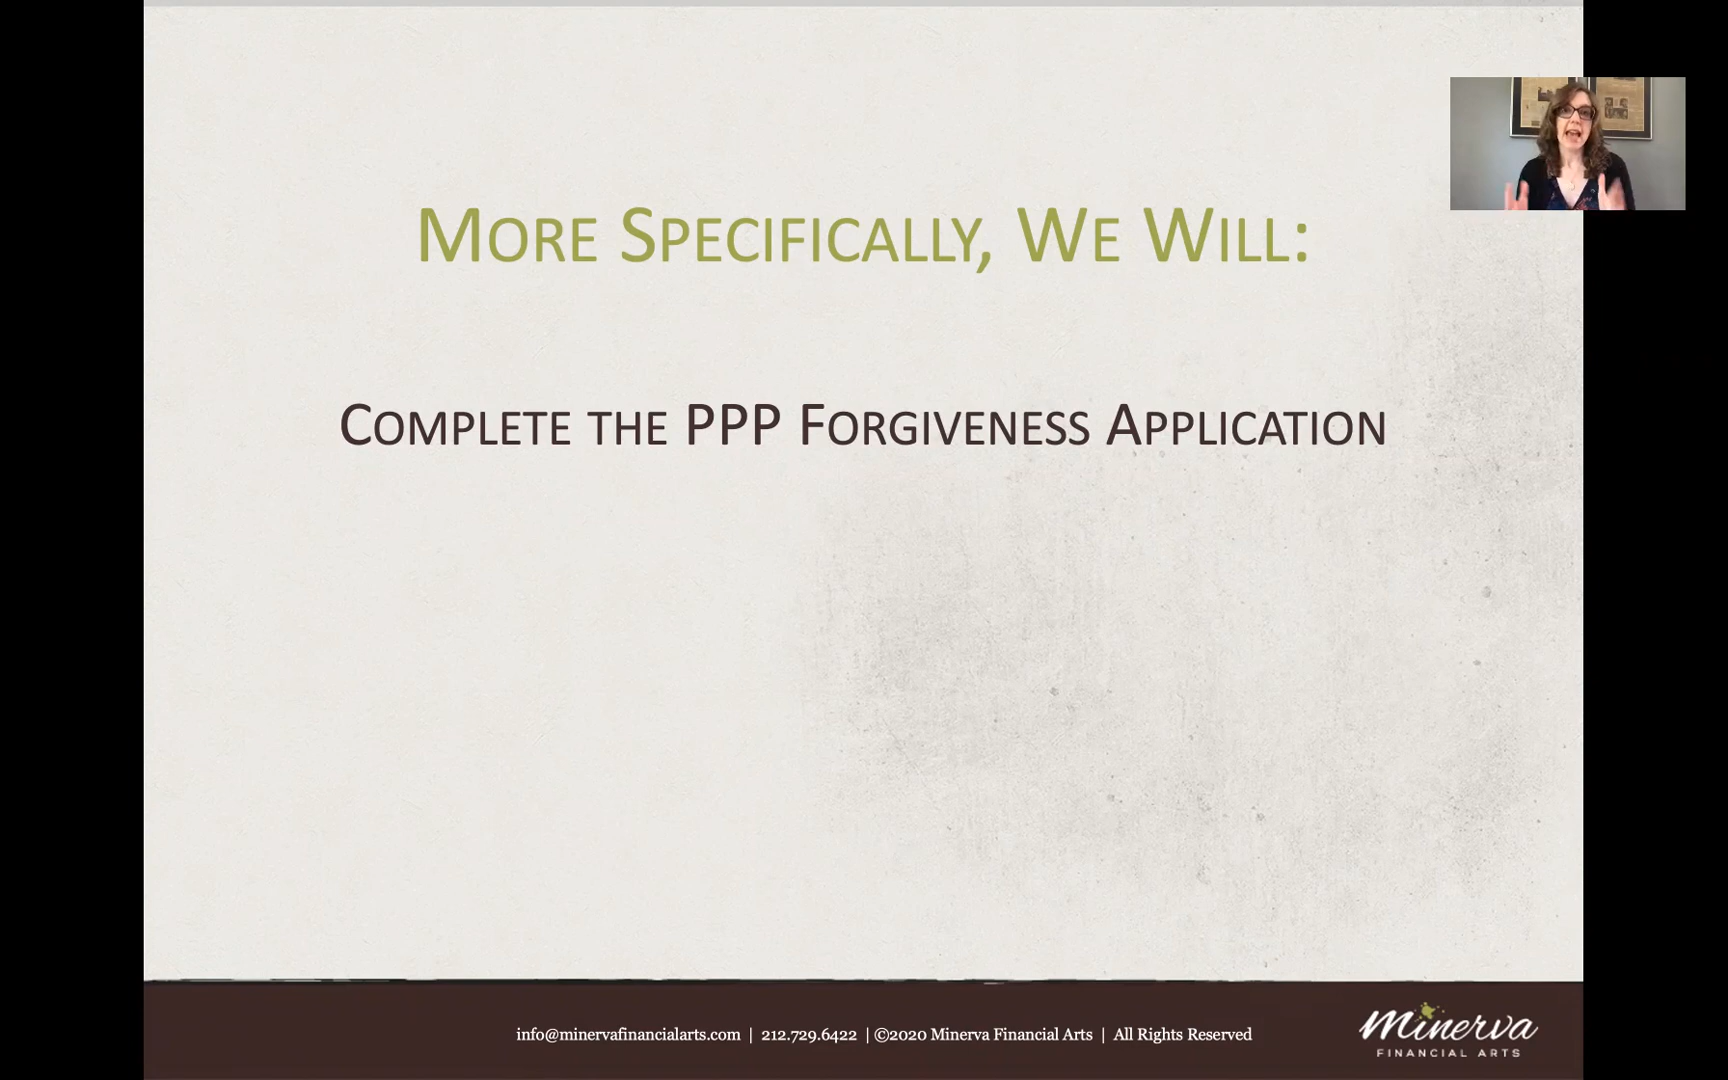 More Specifically, We Will:
Complete the PPP Forgiveness Application
info@minervafinancialarts.com | 212.729.6422 | ©2020 Minerva Financial Arts | All Rights Reserved
Minerva
FINANCIAL ARTS